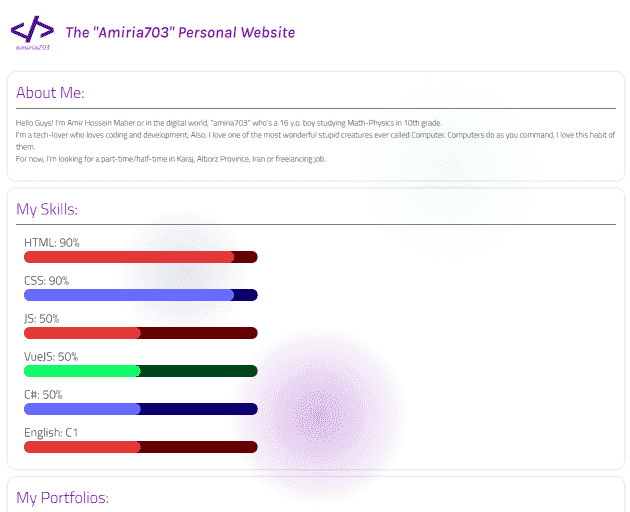 </>
amiria703
The "Amiria703" Personal Website
About Me:
Hello Guys! I'm Amir Hossein Maher or in the digital world, "amiria703" who's a 16 y.o. boy studying Math-Physics in 10th grade.
I'm a tech-lover who loves coding and development; Also, I love one of the most wonderful stupid creatures ever called Computer. Computers do as you command, I love this habit of
them.
For now, I'm looking for a part-time/half-time in Karaj, Alborz Province, Iran or freelancing job.
My Skills:
HTML: 90%
CSS: 90%
JS: 50%
VueJS: 50%
C#: 50%
English: C1
My Portfolios: